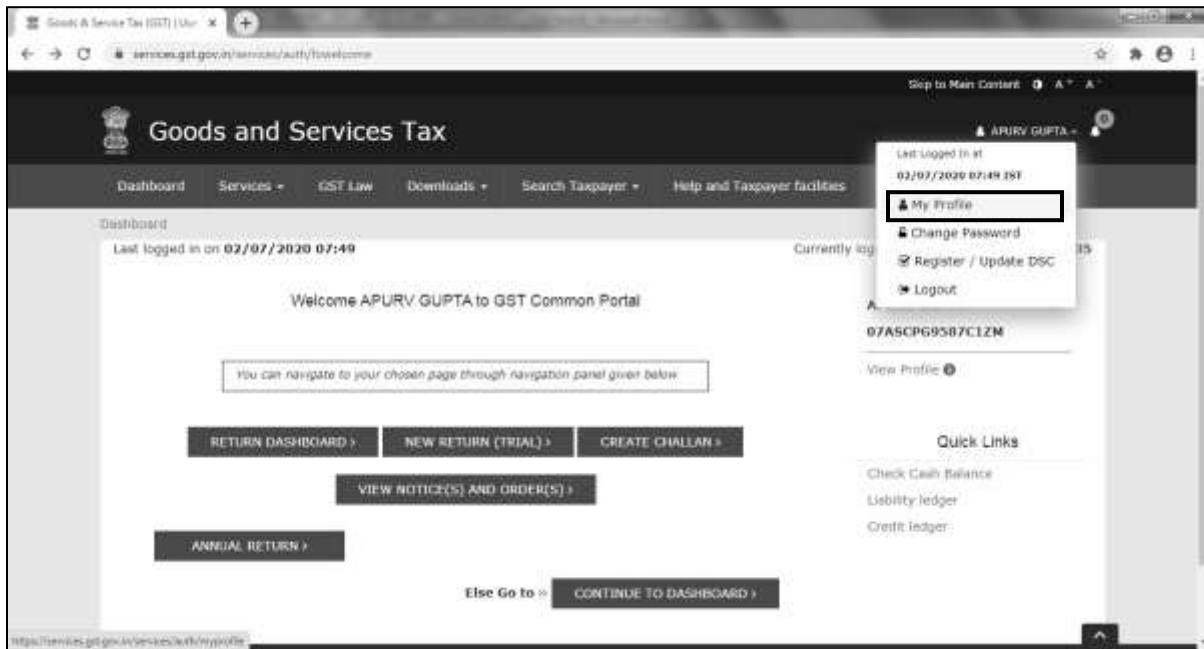 Goods & Service Tax (GST) | User
services.gst.gov.in/services/auth/fowelcome
Skip to Main Content A+ A-
Goods and Services Tax
APURV GUPTA
0
Last Logged In at
02/07/2020 07:49 IST
My Profile
Change Password
Register / Update DSC
Logout
Dashboard Services GST Law Downloads Search Taxpayer Help and Taxpayer facilities
Dashboard
Last logged in on 02/07/2020 07:49
Currently log
35
Welcome APURV GUPTA to GST Common Portal
A
07ASCPG9587C1ZM
You can navigate to your chosen page through navigation panel given below
View Profile
RETURN DASHBOARD > NEW RETURN (TRIAL) > CREATE CHALLAN >
VIEW NOTICE(S) AND ORDER(S) >
ANNUAL RETURN >
Else Go to » CONTINUE TO DASHBOARD >
Quick Links
Check Cash Balance
Liability ledger
Credit ledger
https://services.gst.gov.in/services/auth/myprofile